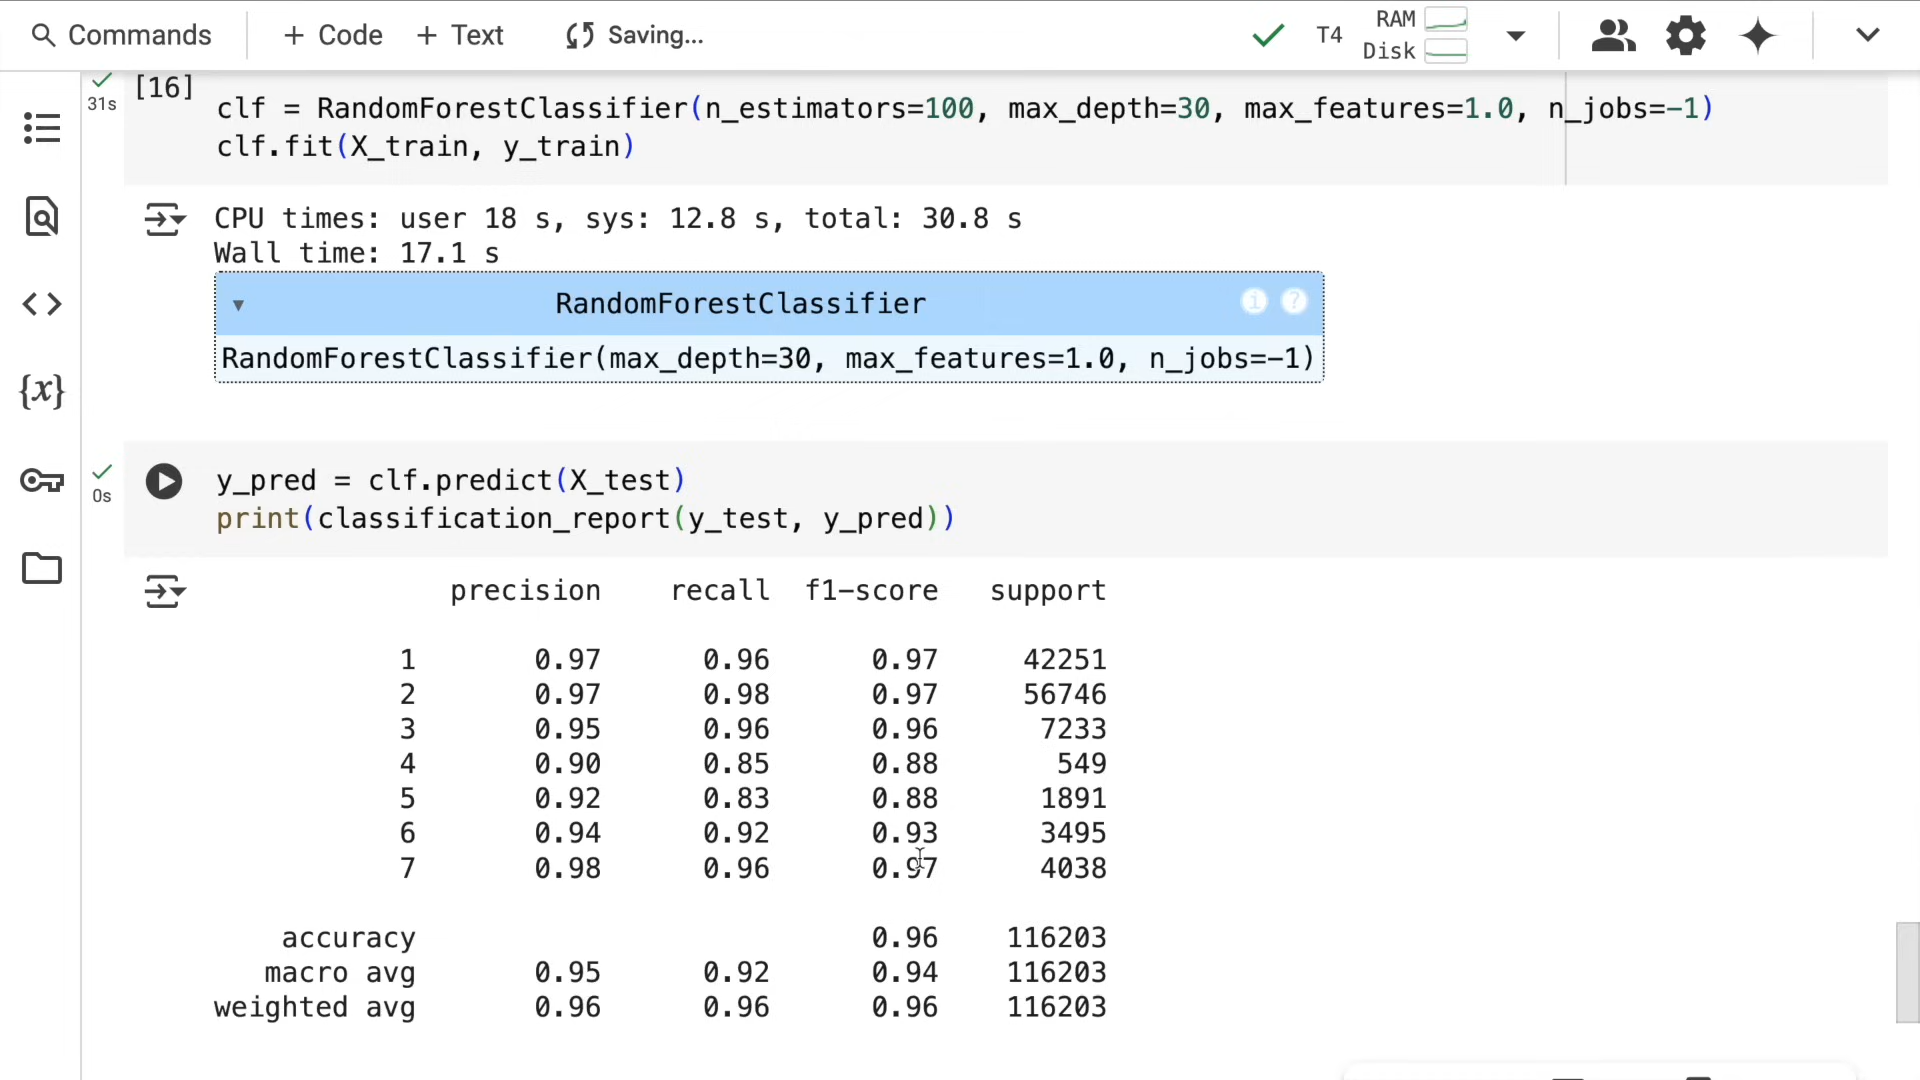 Commands + Code + Text Saving... T4 RAM
Disk
31s [16]
clf = RandomForestClassifier(n_estimators=100, max_depth=30, max_features=1.0, n_jobs=-1)
clf.fit(X_train, y_train)
CPU times: user 18 s, sys: 12.8 s, total: 30.8 s
Wall time: 17.1 s
RandomForestClassifier i ?
RandomForestClassifier(max_depth=30, max_features=1.0, n_jobs=-1)
{x}
0s
y_pred = clf.predict(X_test)
print(classification_report(y_test, y_pred))
precision recall f1-score support
1 0.97 0.96 0.97 42251
2 0.97 0.98 0.97 56746
3 0.95 0.96 0.96 7233
4 0.90 0.85 0.88 549
5 0.92 0.83 0.88 1891
6 0.94 0.92 0.93 3495
7 0.98 0.96 0.97 4038
accuracy 0.96 116203
macro avg 0.95 0.92 0.94 116203
weighted avg 0.96 0.96 0.96 116203